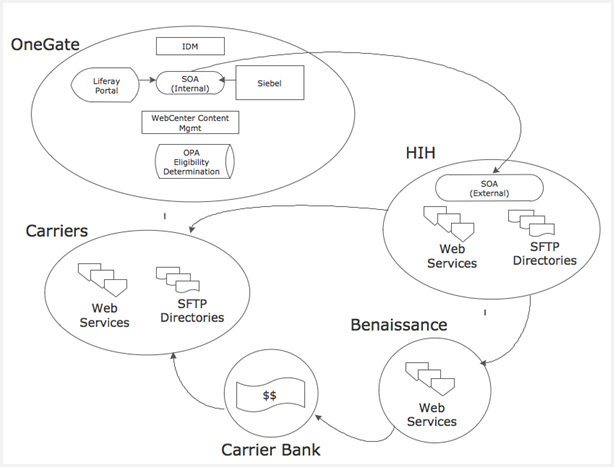 OneGate
IDM
Liferay
Portal
SOA
(Internal)
Siebel
WebCenter Content
Mgmt
OPA
Eligibility
Determination
HIH
SOA
(External)
Web
Services
SFTP
Directories
Carriers
Web
Services
SFTP
Directories
Benaissance
Web
Services
$$
Carrier Bank